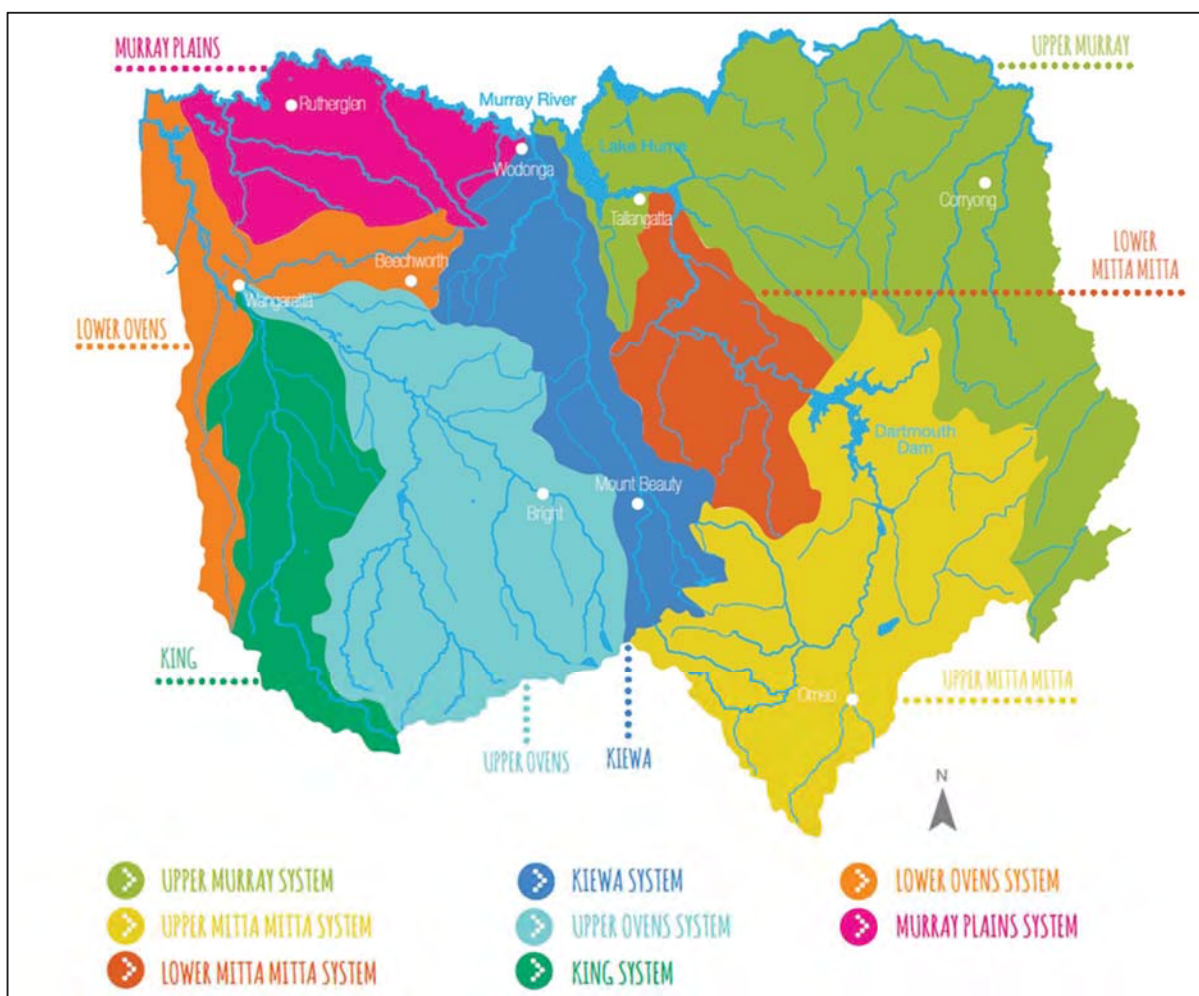 MURRAY PLAINS
UPPER MURRAY
Rutherglen
Murray River
Wodonga
Lake Hume
Tallangatta
Corryong
LOWER
MITTA MITTA
Beechworth
Wangaratta
LOWER OVENS
Dartmouth
Dam
Mount Beauty
Bright
KING
UPPER MITTA MITTA
Omeo
UPPER OVENS
KIEWA
N
UPPER MURRAY SYSTEM
KIEWA SYSTEM
LOWER OVENS SYSTEM
UPPER MITTA MITTA SYSTEM
UPPER OVENS SYSTEM
MURRAY PLAINS SYSTEM
LOWER MITTA MITTA SYSTEM
KING SYSTEM